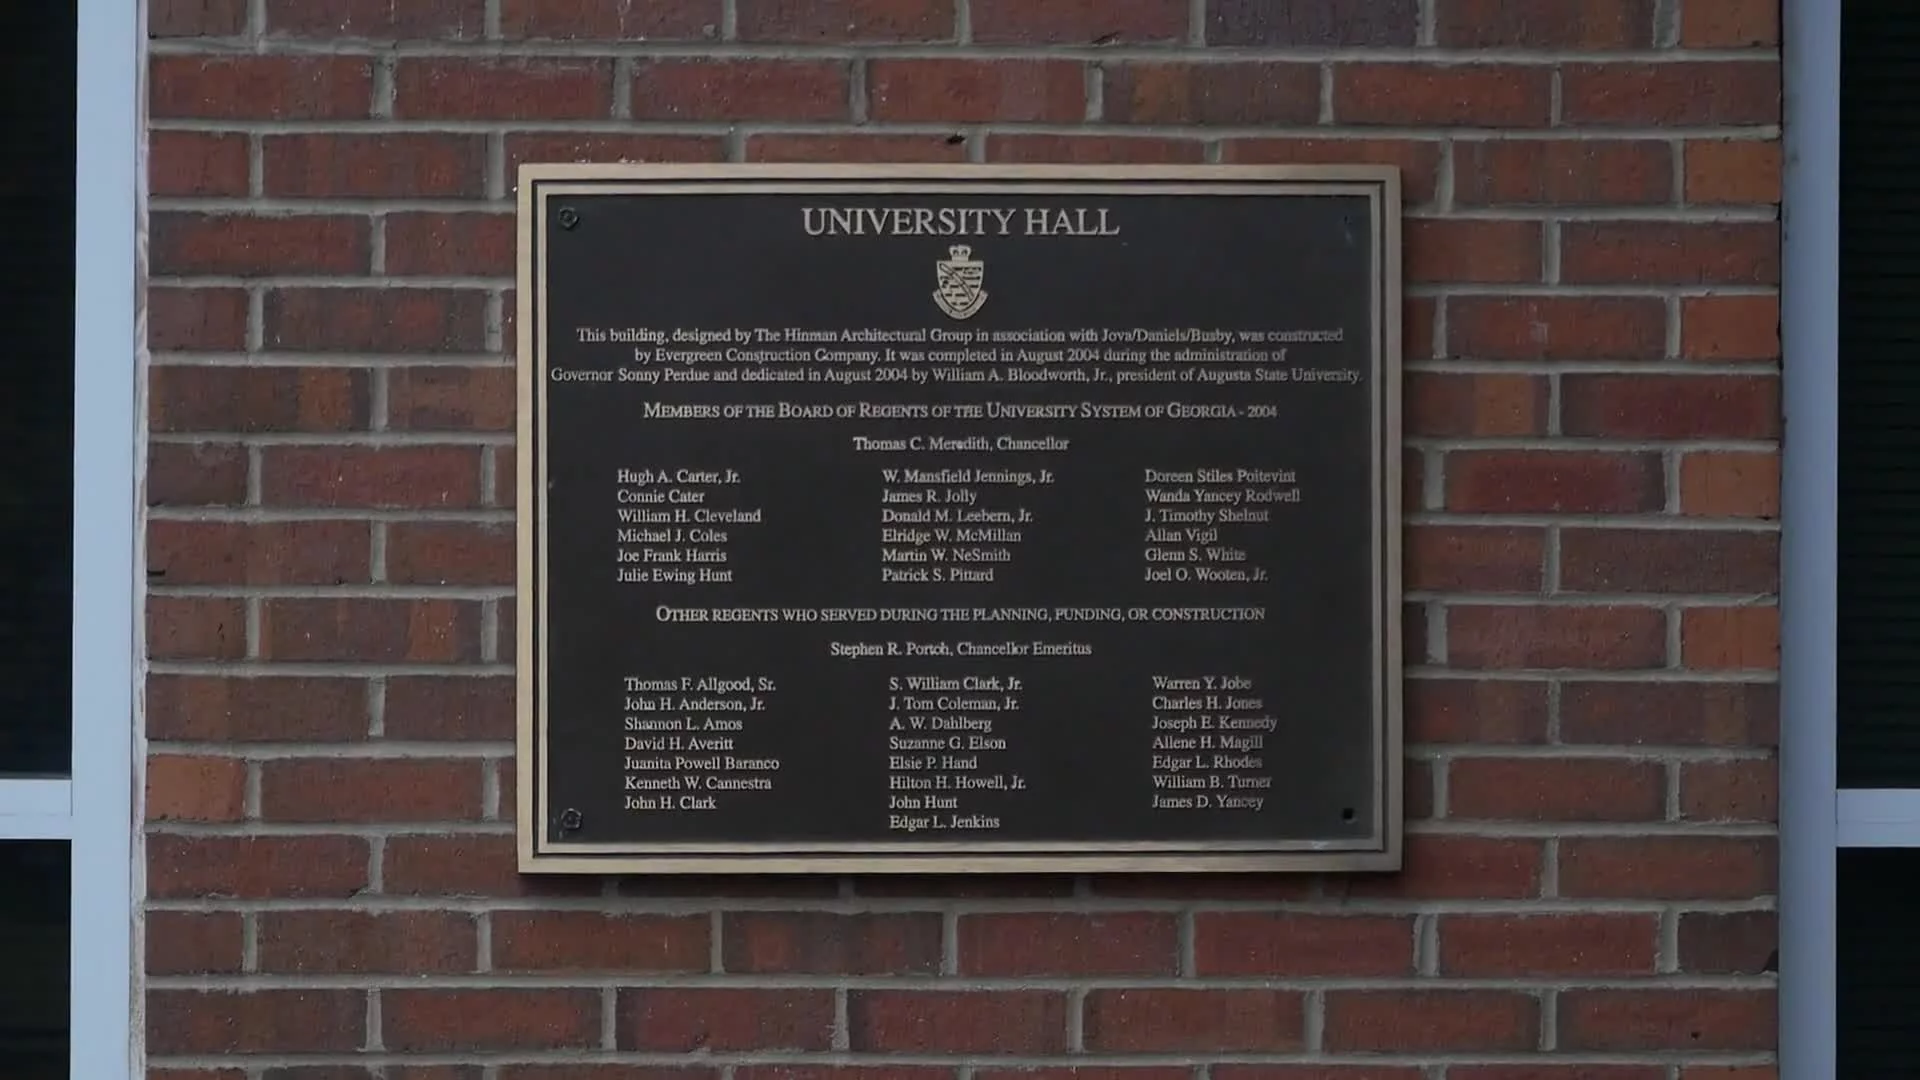 UNIVERSITY HALL
This building, designed by The Hinman Architectural Group in association with Jova/Daniels/Busby, was constructed
by Evergreen Construction Company. It was completed in August 2004 during the administration of
Governor Sonny Perdue and dedicated in August 2004 by William A. Bloodworth, Jr., president of Augusta State University.
MEMBERS OF THE BOARD OF REGENTS OF THE UNIVERSITY SYSTEM OF GEORGIA - 2004
Thomas C. Meredith, Chancellor
Hugh A. Carter, Jr.
Connie Cater
William H. Cleveland
Michael J. Coles
Joe Frank Harris
Julie Ewing Hunt
W. Mansfield Jennings, Jr.
James R. Jolly
Donald M. Leebern, Jr.
Elridge W. McMillan
Martin W. NeSmith
Patrick S. Pittard
Doreen Stiles Poitevint
Wanda Yancey Rodwell
J. Timothy Shelnut
Allan Vigil
Glenn S. White
Joel O. Wooten, Jr.
OTHER REGENTS WHO SERVED DURING THE PLANNING, FUNDING, OR CONSTRUCTION
Stephen R. Portch, Chancellor Emeritus
Thomas F. Allgood, Sr.
John H. Anderson, Jr.
Shannon L. Amos
David H. Averitt
Juanita Powell Baranco
Kenneth W. Cannestra
John H. Clark
S. William Clark, Jr.
J. Tom Coleman, Jr.
A. W. Dahlberg
Suzanne G. Elson
Elsie P. Hand
Hilton H. Howell, Jr.
John Hunt
Edgar L. Jenkins
Warren Y. Jobe
Charles H. Jones
Joseph E. Kennedy
Allene H. Magill
Edgar L. Rhodes
William B. Turner
James D. Yancey